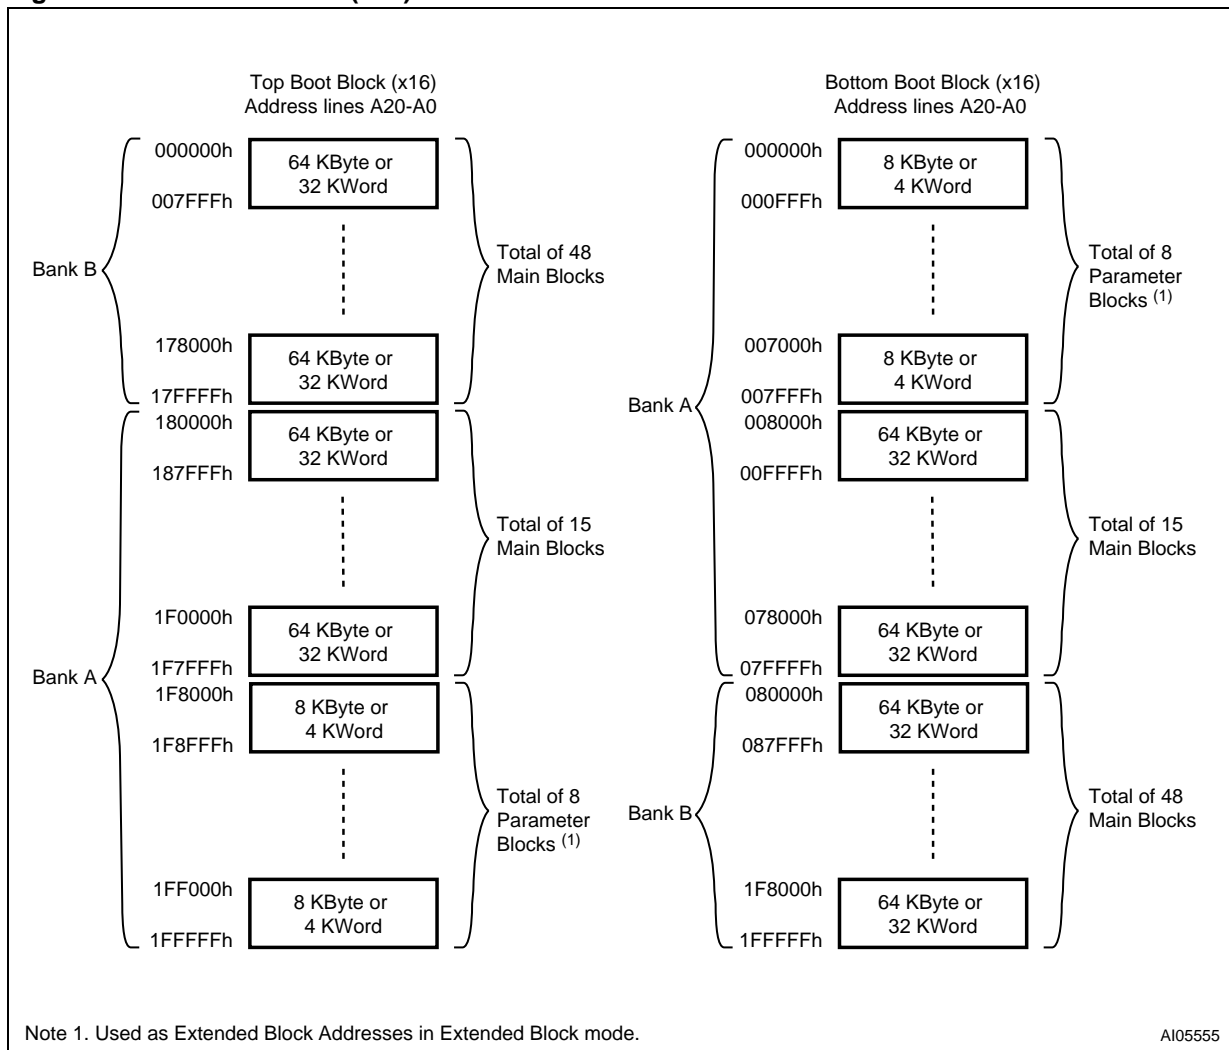 Top Boot Block (x16)
Address lines A20-A0
000000h
64 KByte or
32 KWord
007FFFh
Bank B
Total of 48
Main Blocks
178000h
64 KByte or
32 KWord
17FFFFh
180000h
64 KByte or
32 KWord
187FFFh
Total of 15
Main Blocks
1F0000h
64 KByte or
32 KWord
1F7FFFh
Bank A
1F8000h
8 KByte or
4 KWord
1F8FFFh
Total of 8
Parameter
Blocks (1)
1FF000h
8 KByte or
4 KWord
1FFFFFh
Bottom Boot Block (x16)
Address lines A20-A0
000000h
8 KByte or
4 KWord
000FFFh
Total of 8
Parameter
Blocks (1)
007000h
8 KByte or
4 KWord
007FFFh
Bank A
008000h
64 KByte or
32 KWord
00FFFFh
Total of 15
Main Blocks
078000h
64 KByte or
32 KWord
07FFFFh
080000h
64 KByte or
32 KWord
087FFFh
Bank B
Total of 48
Main Blocks
1F8000h
64 KByte or
32 KWord
1FFFFFh
Note 1. Used as Extended Block Addresses in Extended Block mode.
AI05555